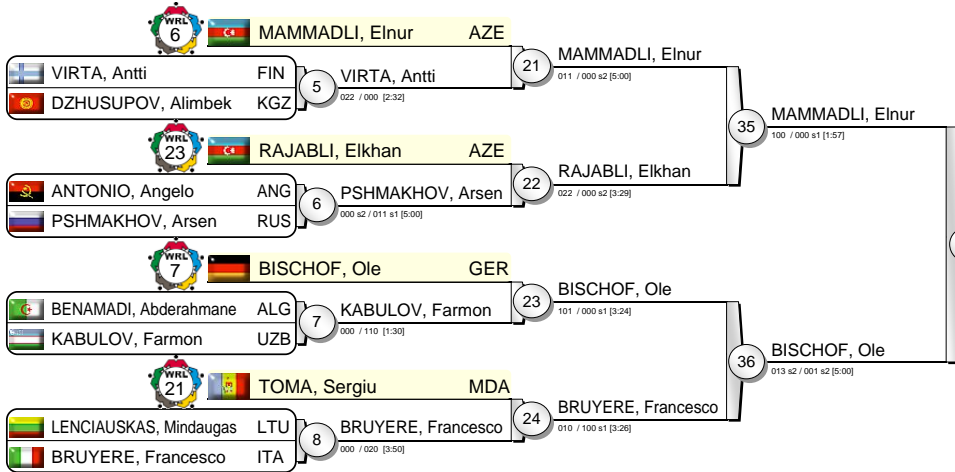 WRL
6
MAMMADLI, Elnur AZE
VIRTA, Antti FIN
DZHUSUPOV, Alimbek KGZ
5
VIRTA, Antti
022 / 000 [2:32]
21
MAMMADLI, Elnur
011 / 000 s2 [5:00]
WRL
23
RAJABLI, Elkhan AZE
ANTONIO, Angelo ANG
PSHMAKHOV, Arsen RUS
6
PSHMAKHOV, Arsen
000 s2 / 011 s1 [5:00]
22
RAJABLI, Elkhan
022 / 000 s2 [3:29]
35
MAMMADLI, Elnur
100 / 000 s1 [1:57]
WRL
7
BISCHOF, Ole GER
BENAMADI, Abderahmane ALG
KABULOV, Farmon UZB
7
KABULOV, Farmon
000 / 110 [1:30]
23
BISCHOF, Ole
101 / 000 s1 [3:24]
WRL
21
TOMA, Sergiu MDA
LENCIAUSKAS, Mindaugas LTU
BRUYERE, Francesco ITA
8
BRUYERE, Francesco
000 / 020 [3:50]
24
BRUYERE, Francesco
010 / 100 s1 [3:26]
36
BISCHOF, Ole
013 s2 / 001 s2 [5:00]